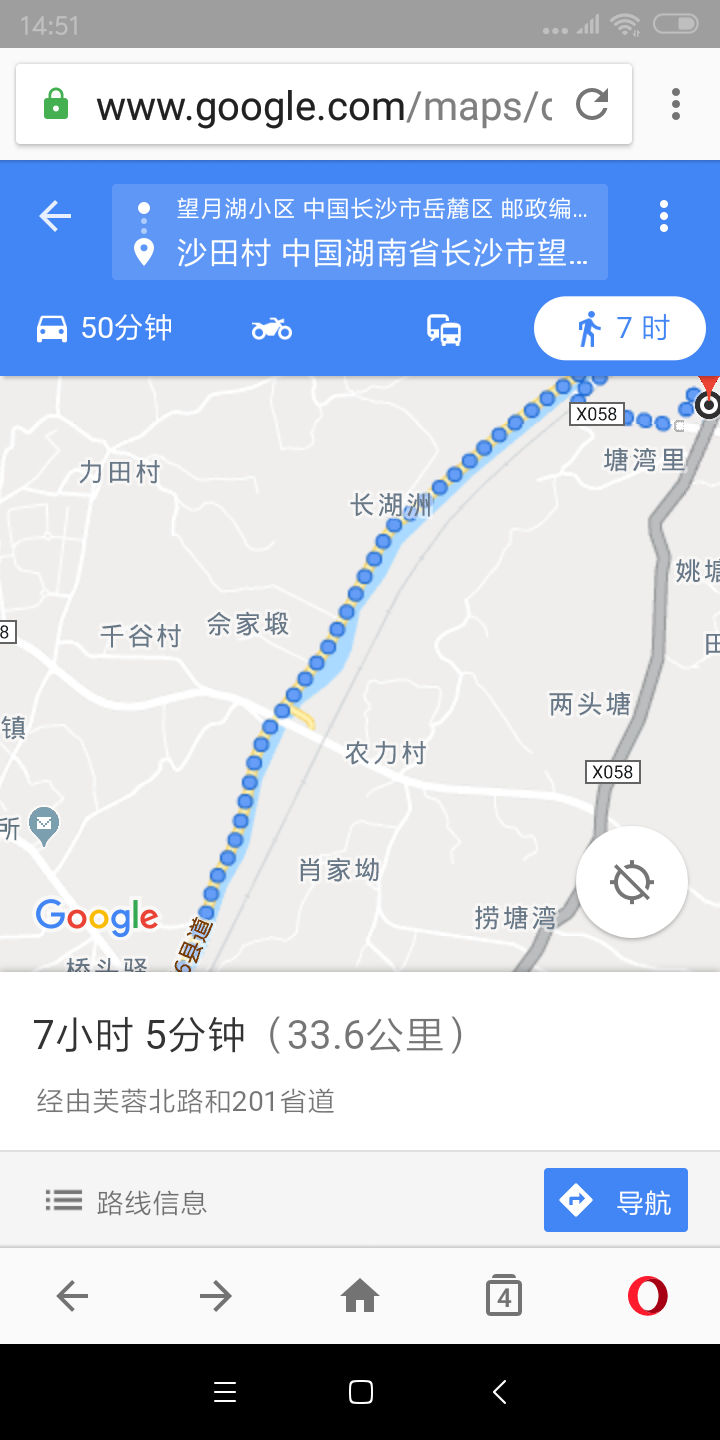 14:51
www.google.com/maps/
望月湖小区 中国长沙市岳麓区 邮政编...
沙田村 中国湖南省长沙市望...
50分钟
7 时
X058
塘湾里
力田村
长湖洲
姚塘
8
千谷村
佘家塅
田
两头塘
镇
农力村
X058
所
肖家坳
Google
捞塘湾
6县道
桥头驿
7小时 5分钟（33.6公里）
经由芙蓉北路和201省道
路线信息
导航
4